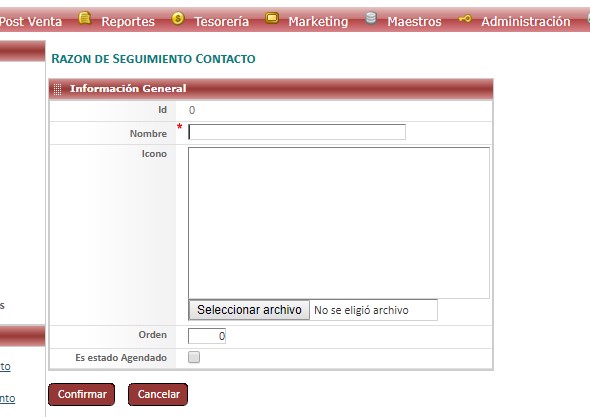 Post Venta Reportes Tesorería Marketing Maestros Administración
RAZON DE SEGUIMIENTO CONTACTO
Información General
Id 0
Nombre *
Icono
Seleccionar archivo No se eligió archivo
s
Orden 0
Es estado Agendado
to
Confirmar Cancelar
nto